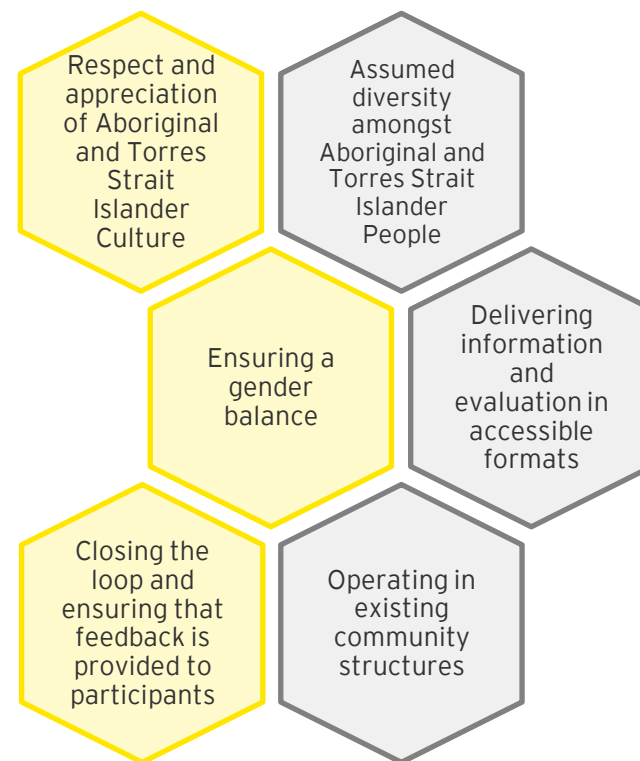 Respect and
appreciation
of Aboriginal
and Torres
Strait
Islander
Culture
Assumed
diversity
amongst
Aboriginal and
Torres Strait
Islander
People
Ensuring a
gender
balance
Delivering
information
and
evaluation in
accessible
formats
Closing the
loop and
ensuring that
feedback is
provided to
participants
Operating in
existing
community
structures